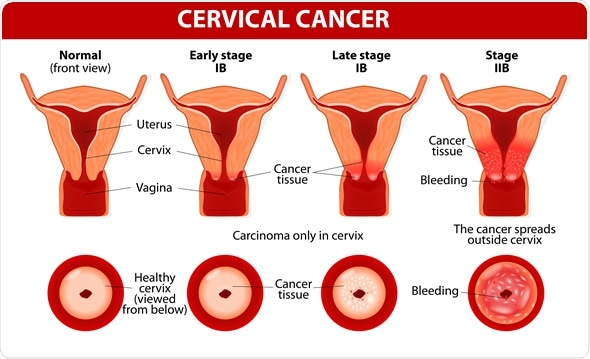 CERVICAL CANCER
Normal
(front view)
Early stage
IB
Late stage
IB
Stage
IIB
Uterus
Cervix
Vagina
Cancer
tissue
Cancer
tissue
Bleeding
Carcinoma only in cervix
The cancer spreads
outside cervix
Healthy
cervix
(viewed
from below)
Cancer
tissue
Bleeding